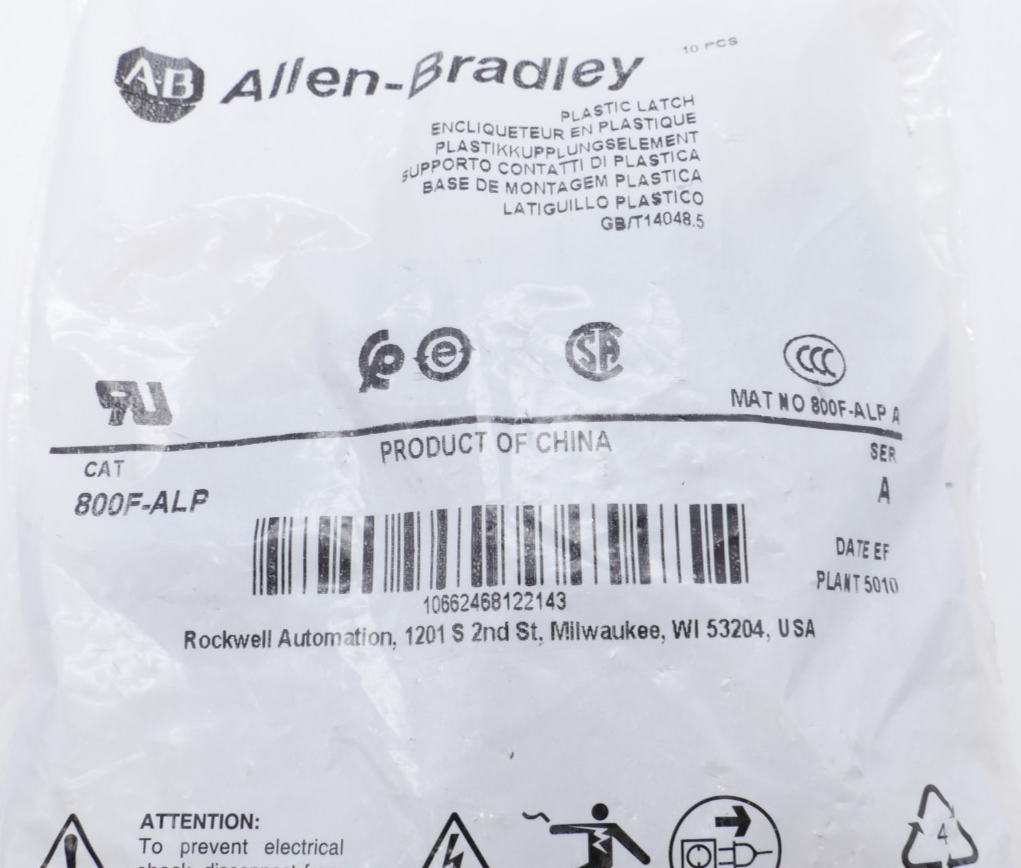 AB Allen-Bradley
10 PCS
PLASTIC LATCH
ENCLIQUETEUR EN PLASTIQUE
PLASTIKKUPPLUNGSELEMENT
SUPPORTO CONTATTI DI PLASTICA
BASE DE MONTAGEM PLASTICA
LATIGUILLO PLASTICO
GB/T14048.5
e
SA
CCC
MAT NO 800F-ALP A
PRODUCT OF CHINA
CAT
SER
800F-ALP
A
DATE EF
PLANT 5010
10662468122143
Rockwell Automation, 1201 S 2nd St, Milwaukee, WI 53204, USA
ATTENTION:
To prevent electrical
4